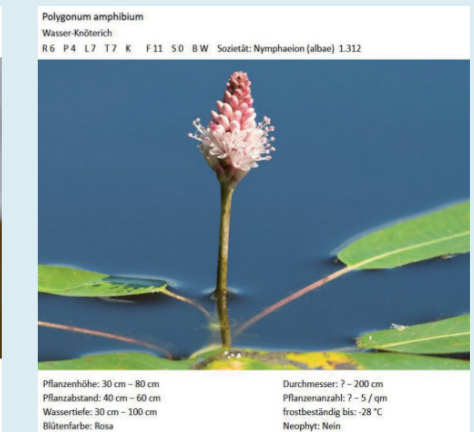 Polygonum amphibium
Wasser-Knöterich
R 6 P 4 L 7 T 7 K F 11 S 0 B W Sozietät: Nymphaeion (albae) 1.312
Pflanzenhöhe: 30 cm – 80 cm
Pflanzabstand: 40 cm – 60 cm
Wassertiefe: 30 cm – 100 cm
Blütenfarbe: Rosa
Durchmesser: ? – 200 cm
Pflanzenanzahl: ? – 5 / qm
frostbeständig bis: -28 °C
Neophyt: Nein